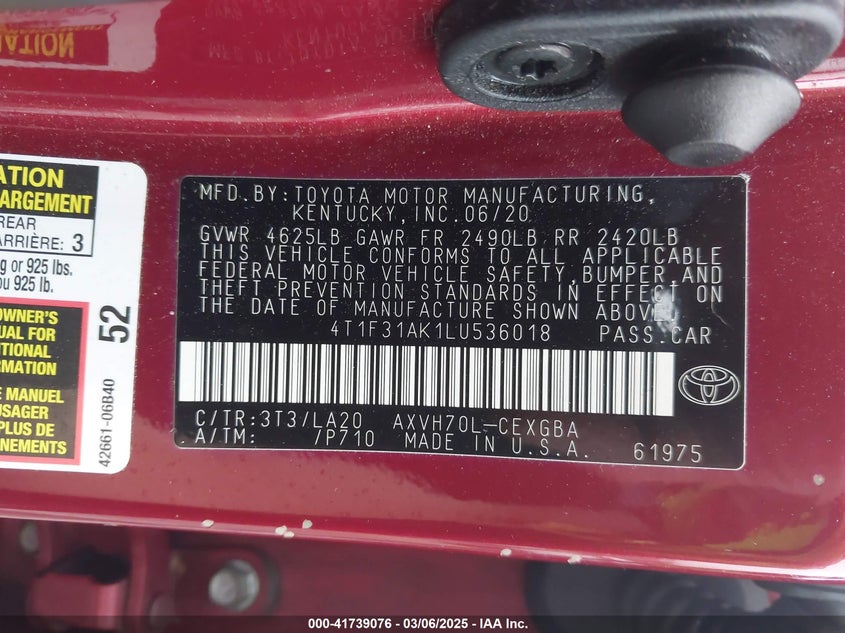 ATION
ATION
ARGEMENT
REAR
ARRIÈRE: 3
g or 925 lbs.
u 925 lb.
OWNER'S
UAL FOR
ITIONAL
RMATION
E MANUEL
USAGER
PLUS DE
NEMENTS
52
42661-06B40
MFD.BY:TOYOTA MOTOR MANUFACTURING,
KENTUCKY,INC.06/20
GVWR 4625LB GAWR FR 2490LB RR 2420LB
THIS VEHICLE CONFORMS TO ALL APPLICABLE
FEDERAL MOTOR VEHICLE SAFETY,BUMPER,AND
THEFT PREVENTION STANDARDS IN EFFECT ON
THE DATE OF MANUFACTURE SHOWN ABOVE.
4T1F31AK1LU536018 PASS.CAR
C/TR:3T3/LA20 AXVH70L-CEXGBA
A/TM: /P710 MADE IN U.S.A. 61975
000-41739076 - 03/06/2025 - IAA Inc.